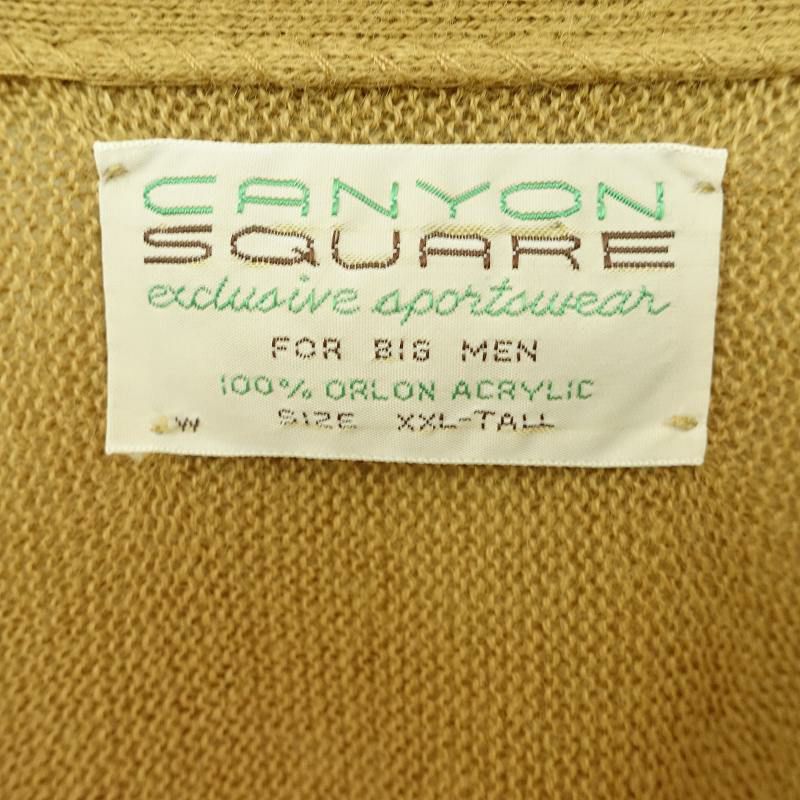 CANYON
SQUARE
exclusive sportswear
FOR BIG MEN
100% ORLON ACRYLIC
W SIZE XXL-TALL